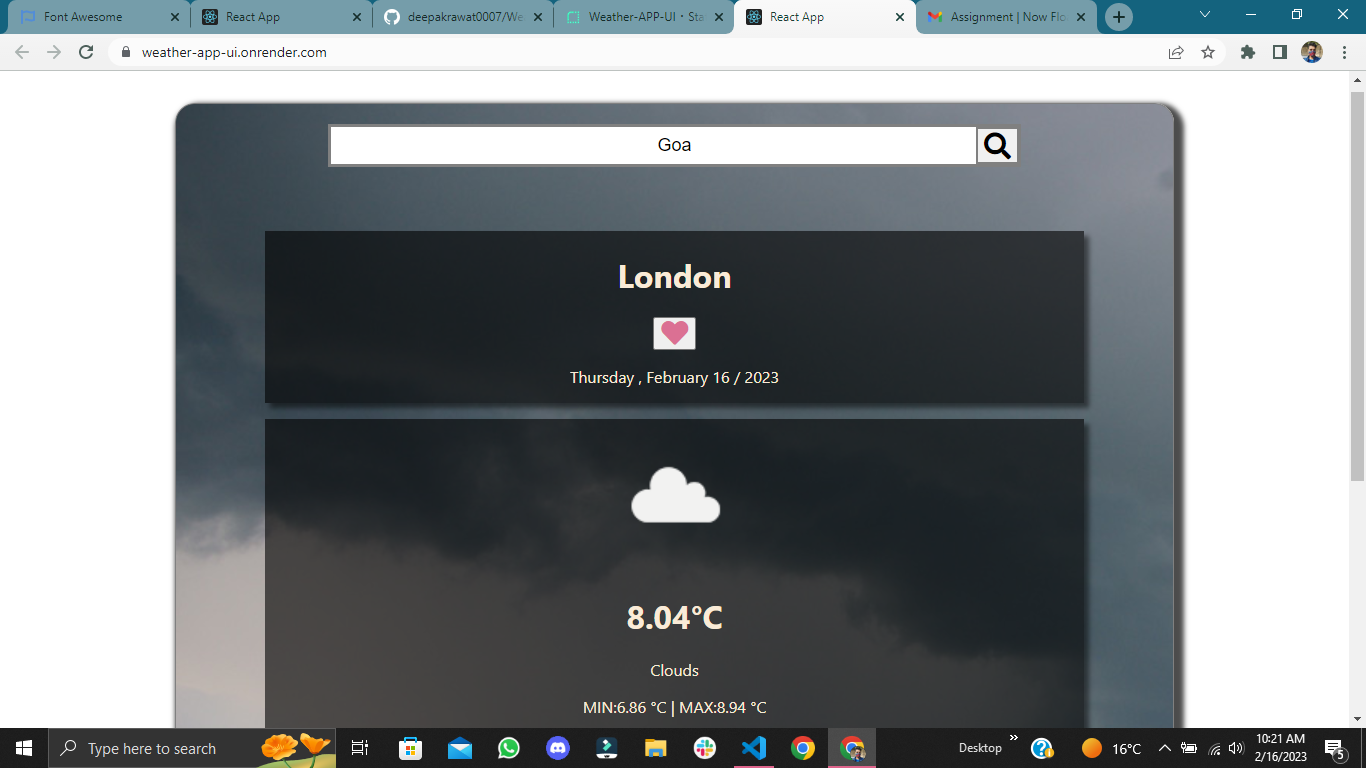 Font Awesome
React App
deepakrawat0007/We
Weather-APP-UI · Sta
React App
Assignment | Now Flo
weather-app-ui.onrender.com
Goa
London
Thursday , February 16 / 2023
8.04°C
Clouds
MIN:6.86 °C | MAX:8.94 °C
Type here to search
Desktop
16°C
10:21 AM
2/16/2023
5